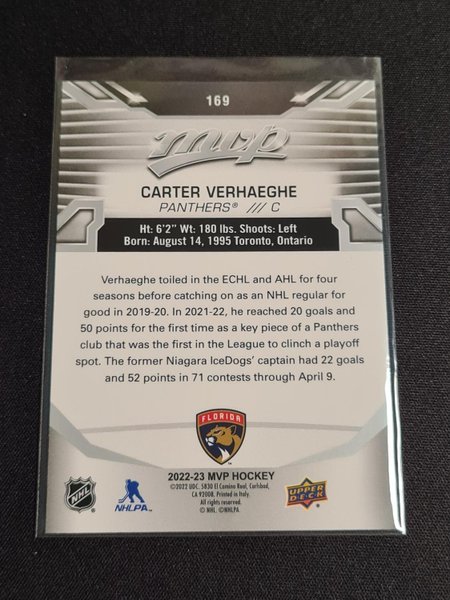 169
mvp
CARTER VERHAEGHE
PANTHERS® /// C
Ht: 6'2" Wt: 180 lbs. Shoots: Left
Born: August 14, 1995 Toronto, Ontario
Verhaeghe toiled in the ECHL and AHL for four
seasons before catching on as an NHL regular for
good in 2019-20. In 2021-22, he reached 20 goals and
50 points for the first time as a key piece of a Panthers
club that was the first in the League to clinch a playoff
spot. The former Niagara IceDogs' captain had 22 goals
and 52 points in 71 contests through April 9.
FLORIDA
2022-23 MVP HOCKEY
©2022 UDC. 5830 El Camino Real, Carlsbad,
CA 92008. Printed in Italy.
All rights reserved.
© NHL. ©NHLPA
NHL
NHLPA
UPPER
DECK